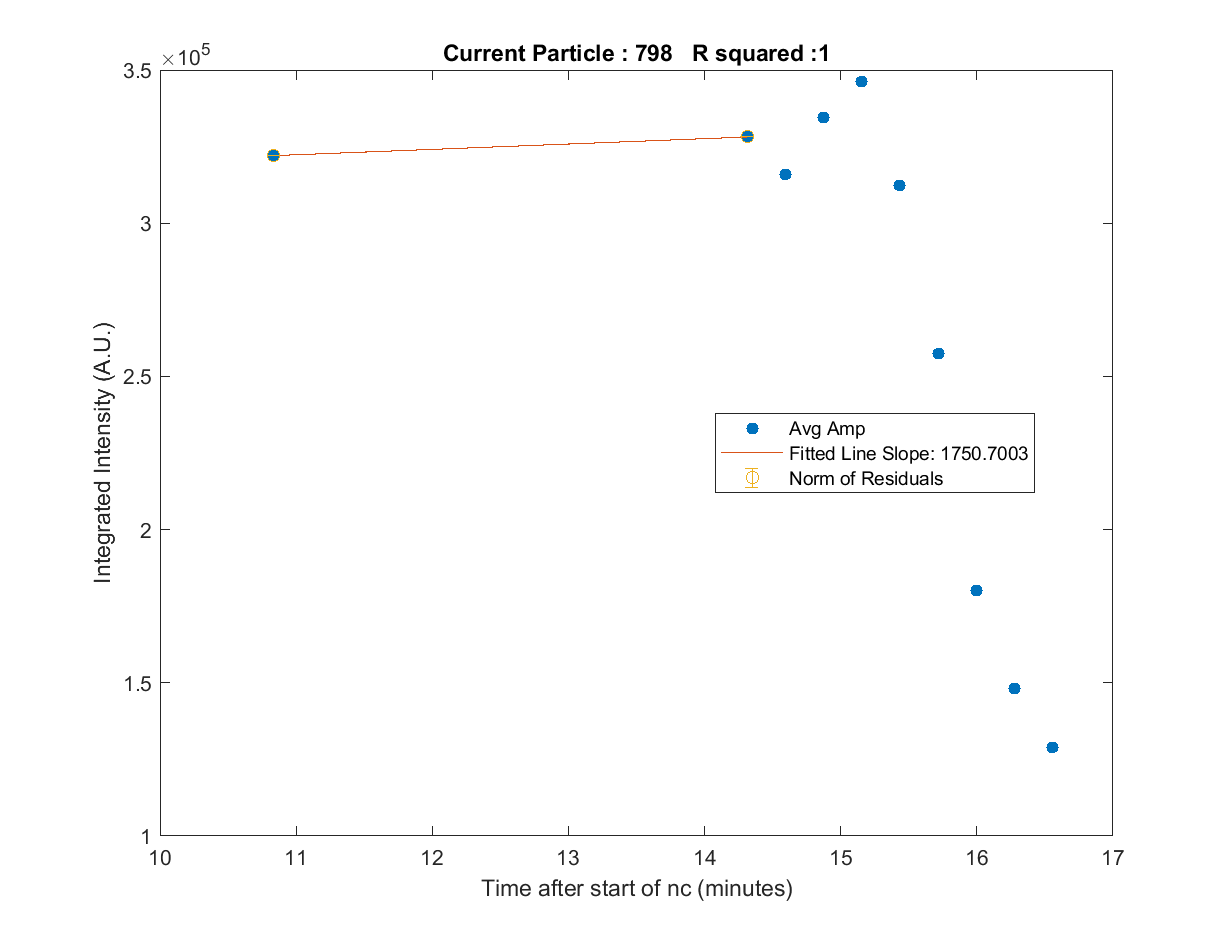 Current Particle : 798 R squared :1
×10^5
3.5
3
2.5
2
1.5
1
Integrated Intensity (A.U.)
Avg Amp
Fitted Line Slope: 1750.7003
Norm of Residuals
10 11 12 13 14 15 16 17
Time after start of nc (minutes)